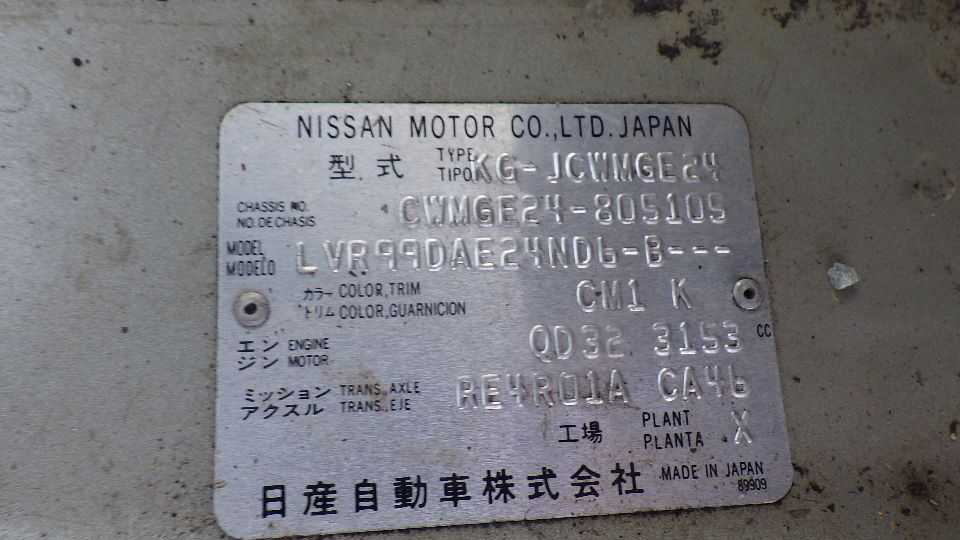 NISSAN MOTOR CO.,LTD. JAPAN
型式 TYPE TIPO KG-JCWMGE24
CHASSIS NO. NO. DE CHASIS CWMGE24-805105
MODEL MODELO LVR99DAE24ND6-B---
カラー COLOR,TRIM CM1 K
トリム COLOR,GUARNICION
エンジン ENGINE MOTOR QD32 3153 CC
ミッション TRANS., AXLE RE4R01A CA46
アクスル TRANS.,EJE
工場 PLANT PLANTA X
日産自動車株式会社 MADE IN JAPAN
89909